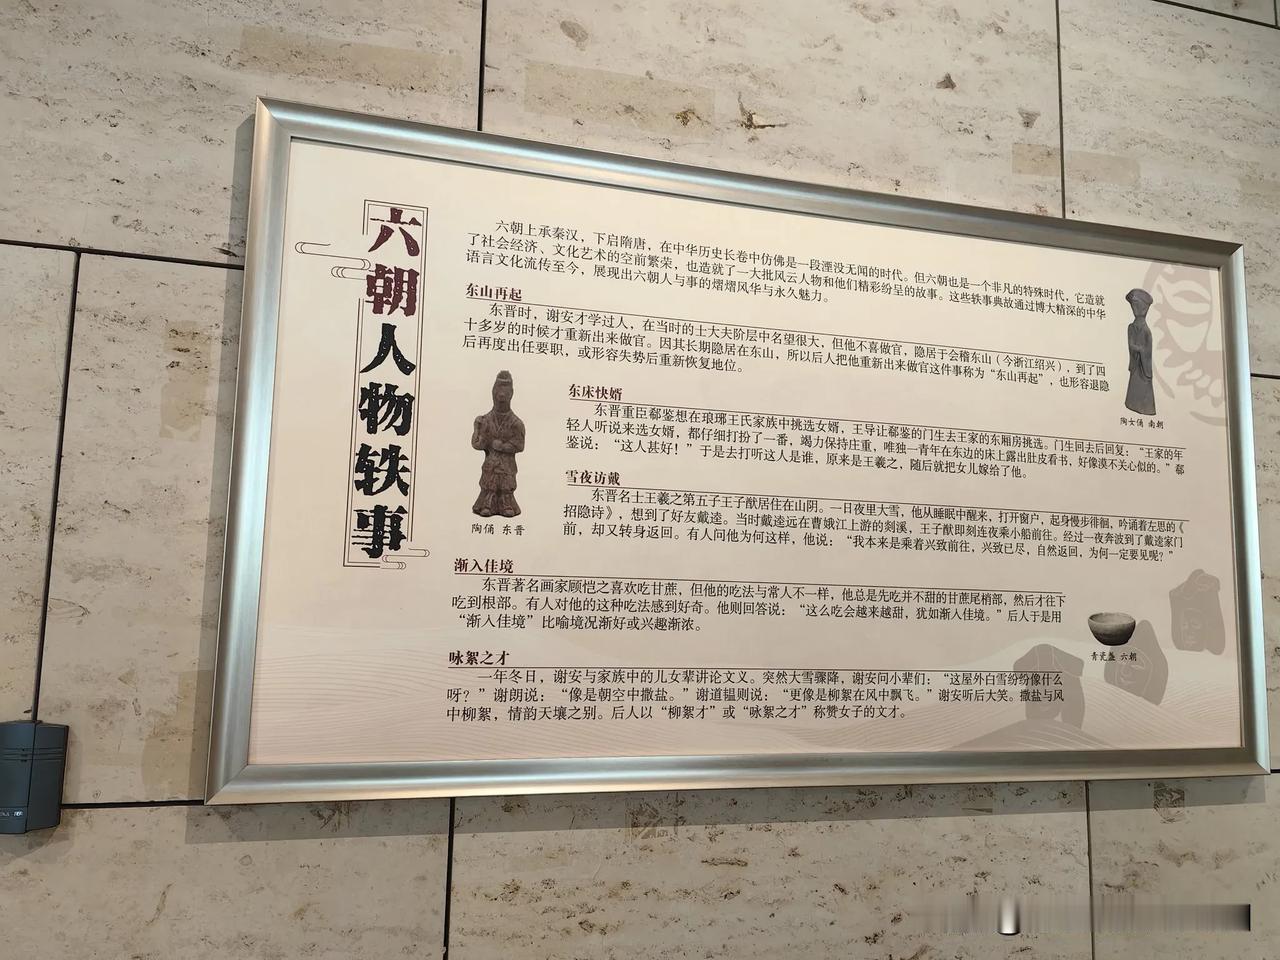 六朝人物轶事
六朝上承秦汉，下启隋唐，在中华历史长卷中仿佛是一段湮没无闻的时代。但六朝也是一个非凡的特殊时代，它造就
了社会经济、文化艺术的空前繁荣，也造就了一大批风云人物和他们精彩纷呈的故事。这些轶事典故通过博大精深的中华
语言文化流传至今，展现出六朝人与事的熠熠风华与永久魅力。
东山再起
东晋时，谢安才学过人，在当时的士大夫阶层中名望很大，但他不喜做官，隐居于会稽东山（今浙江绍兴），到了四
十多岁的时候才重新出来做官。因其长期隐居在东山，所以后人把他重新出来做官这件事称为“东山再起”，也形容退隐
后再度出任要职，或形容失势后重新恢复地位。
陶女俑 南朝
东床快婿
东晋重臣郗鉴想在琅琊王氏家族中挑选女婿，王导让郗鉴的门生去王家的东厢房挑选。门生回去后回复：“王家的年
轻人听说来选女婿，都仔细打扮了一番，竭力保持庄重，唯独一青年在东边的床上露出肚皮看书，好像漠不关心似的。”郗
鉴说：“这人甚好！”于是去打听这人是谁，原来是王羲之，随后就把女儿嫁给了他。
陶俑 东晋
雪夜访戴
东晋名士王羲之第五子王子猷居住在山阴。一日夜里大雪，他从睡眠中醒来，打开窗户，起身慢步徘徊，吟诵着左思的《
招隐诗》，想到了好友戴逵。当时戴逵远在曹娥江上游的剡溪，王子猷即刻连夜乘小船前往。经过一夜奔波到了戴逵家门
前，却又转身返回。有人问他为何这样，他说：“我本来是乘着兴致前往，兴致已尽，自然返回，为何一定要见呢？”
渐入佳境
东晋著名画家顾恺之喜欢吃甘蔗，但他的吃法与常人不一样，他总是先吃并不甜的甘蔗尾梢部，然后才往下
吃到根部。有人对他的这种吃法感到好奇。他则回答说：“这么吃会越来越甜，犹如渐入佳境。”后人于是用
“渐入佳境”比喻境况渐好或兴趣渐浓。
青瓷盏 六朝
咏絮之才
一年冬日，谢安与家族中的儿女辈讲论文义。突然大雪骤降，谢安问小辈们：“这屋外白雪纷纷像什么
呀？”谢朗说：“像是朝空中撒盐。”谢道韫则说：“更像是柳絮在风中飘飞。”谢安听后大笑。撒盐与风
中柳絮，情韵天壤之别。后人以“柳絮才”或“咏絮之才”称赞女子的文才。